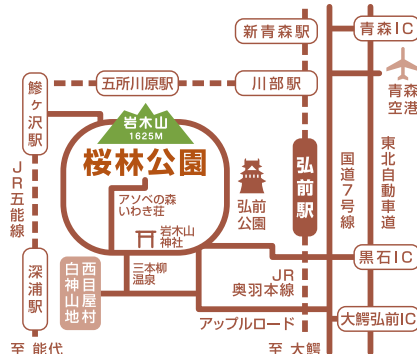 新青森駅
青森IC
五所川原駅
川部駅
青森
空港
鰺ヶ沢駅
岩木山
1625M
桜林公園
弘前駅
国道7号線
東北自動車道
アソベの森
いわき荘
弘前
公園
JR五能線
岩木山
神社
黒石IC
三本柳
温泉
JR
奥羽本線
深浦駅
西目屋村
白神山地
アップルロード
大鰐弘前IC
至 能代
至 大鰐